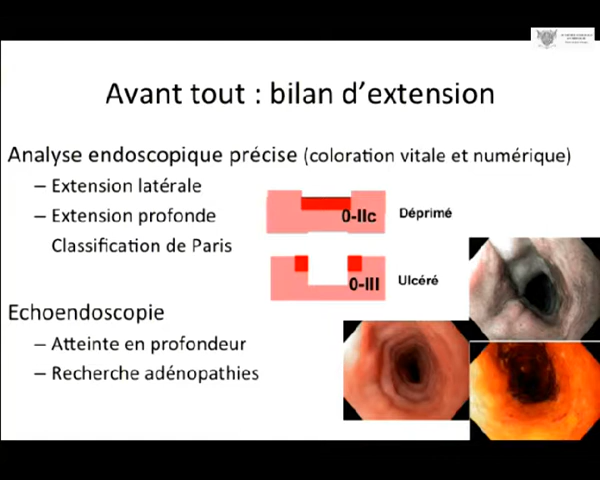 Avant tout : bilan d'extension
Analyse endoscopique précise (coloration vitale et numérique)
– Extension latérale
– Extension profonde
Classification de Paris
0-IIc
Déprimé
0-III
Ulcéré
Echoendoscopie
– Atteinte en profondeur
– Recherche adénopathies